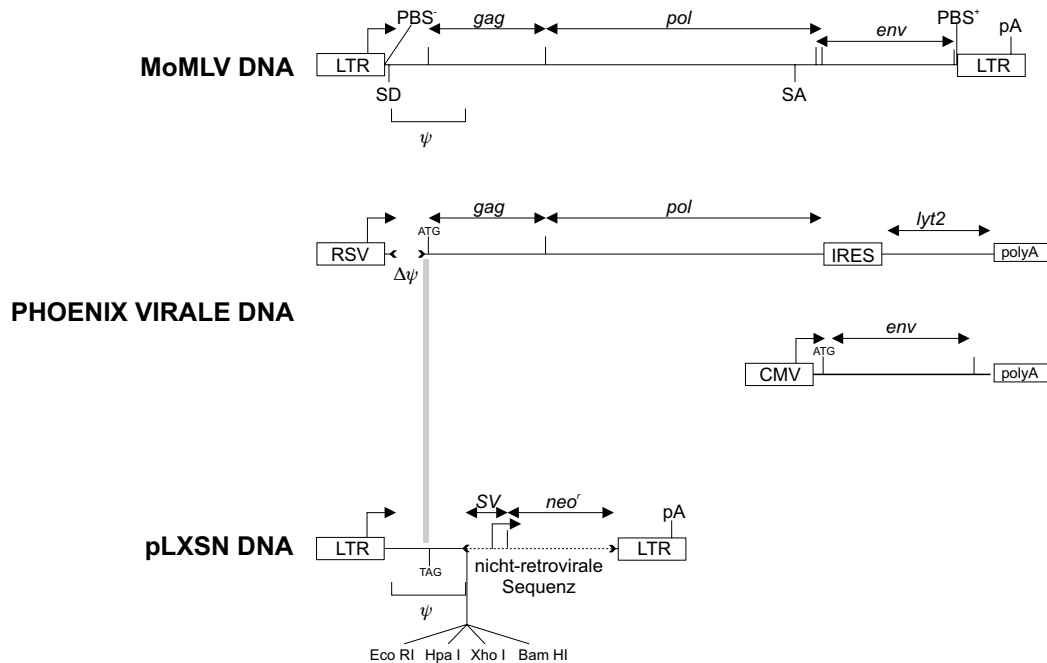 PBS⁻ gag pol PBS⁺
env pA
MoMLV DNA LTR LTR
SD SA
ψ
gag pol lyt2
ATG
RSV IRES polyA
Δψ
PHOENIX VIRALE DNA
env
ATG
CMV polyA
SV neoʳ pA
pLXSN DNA LTR LTR
TAG nicht-retrovirale
Sequenz
ψ
Eco RI Hpa I Xho I Bam HI